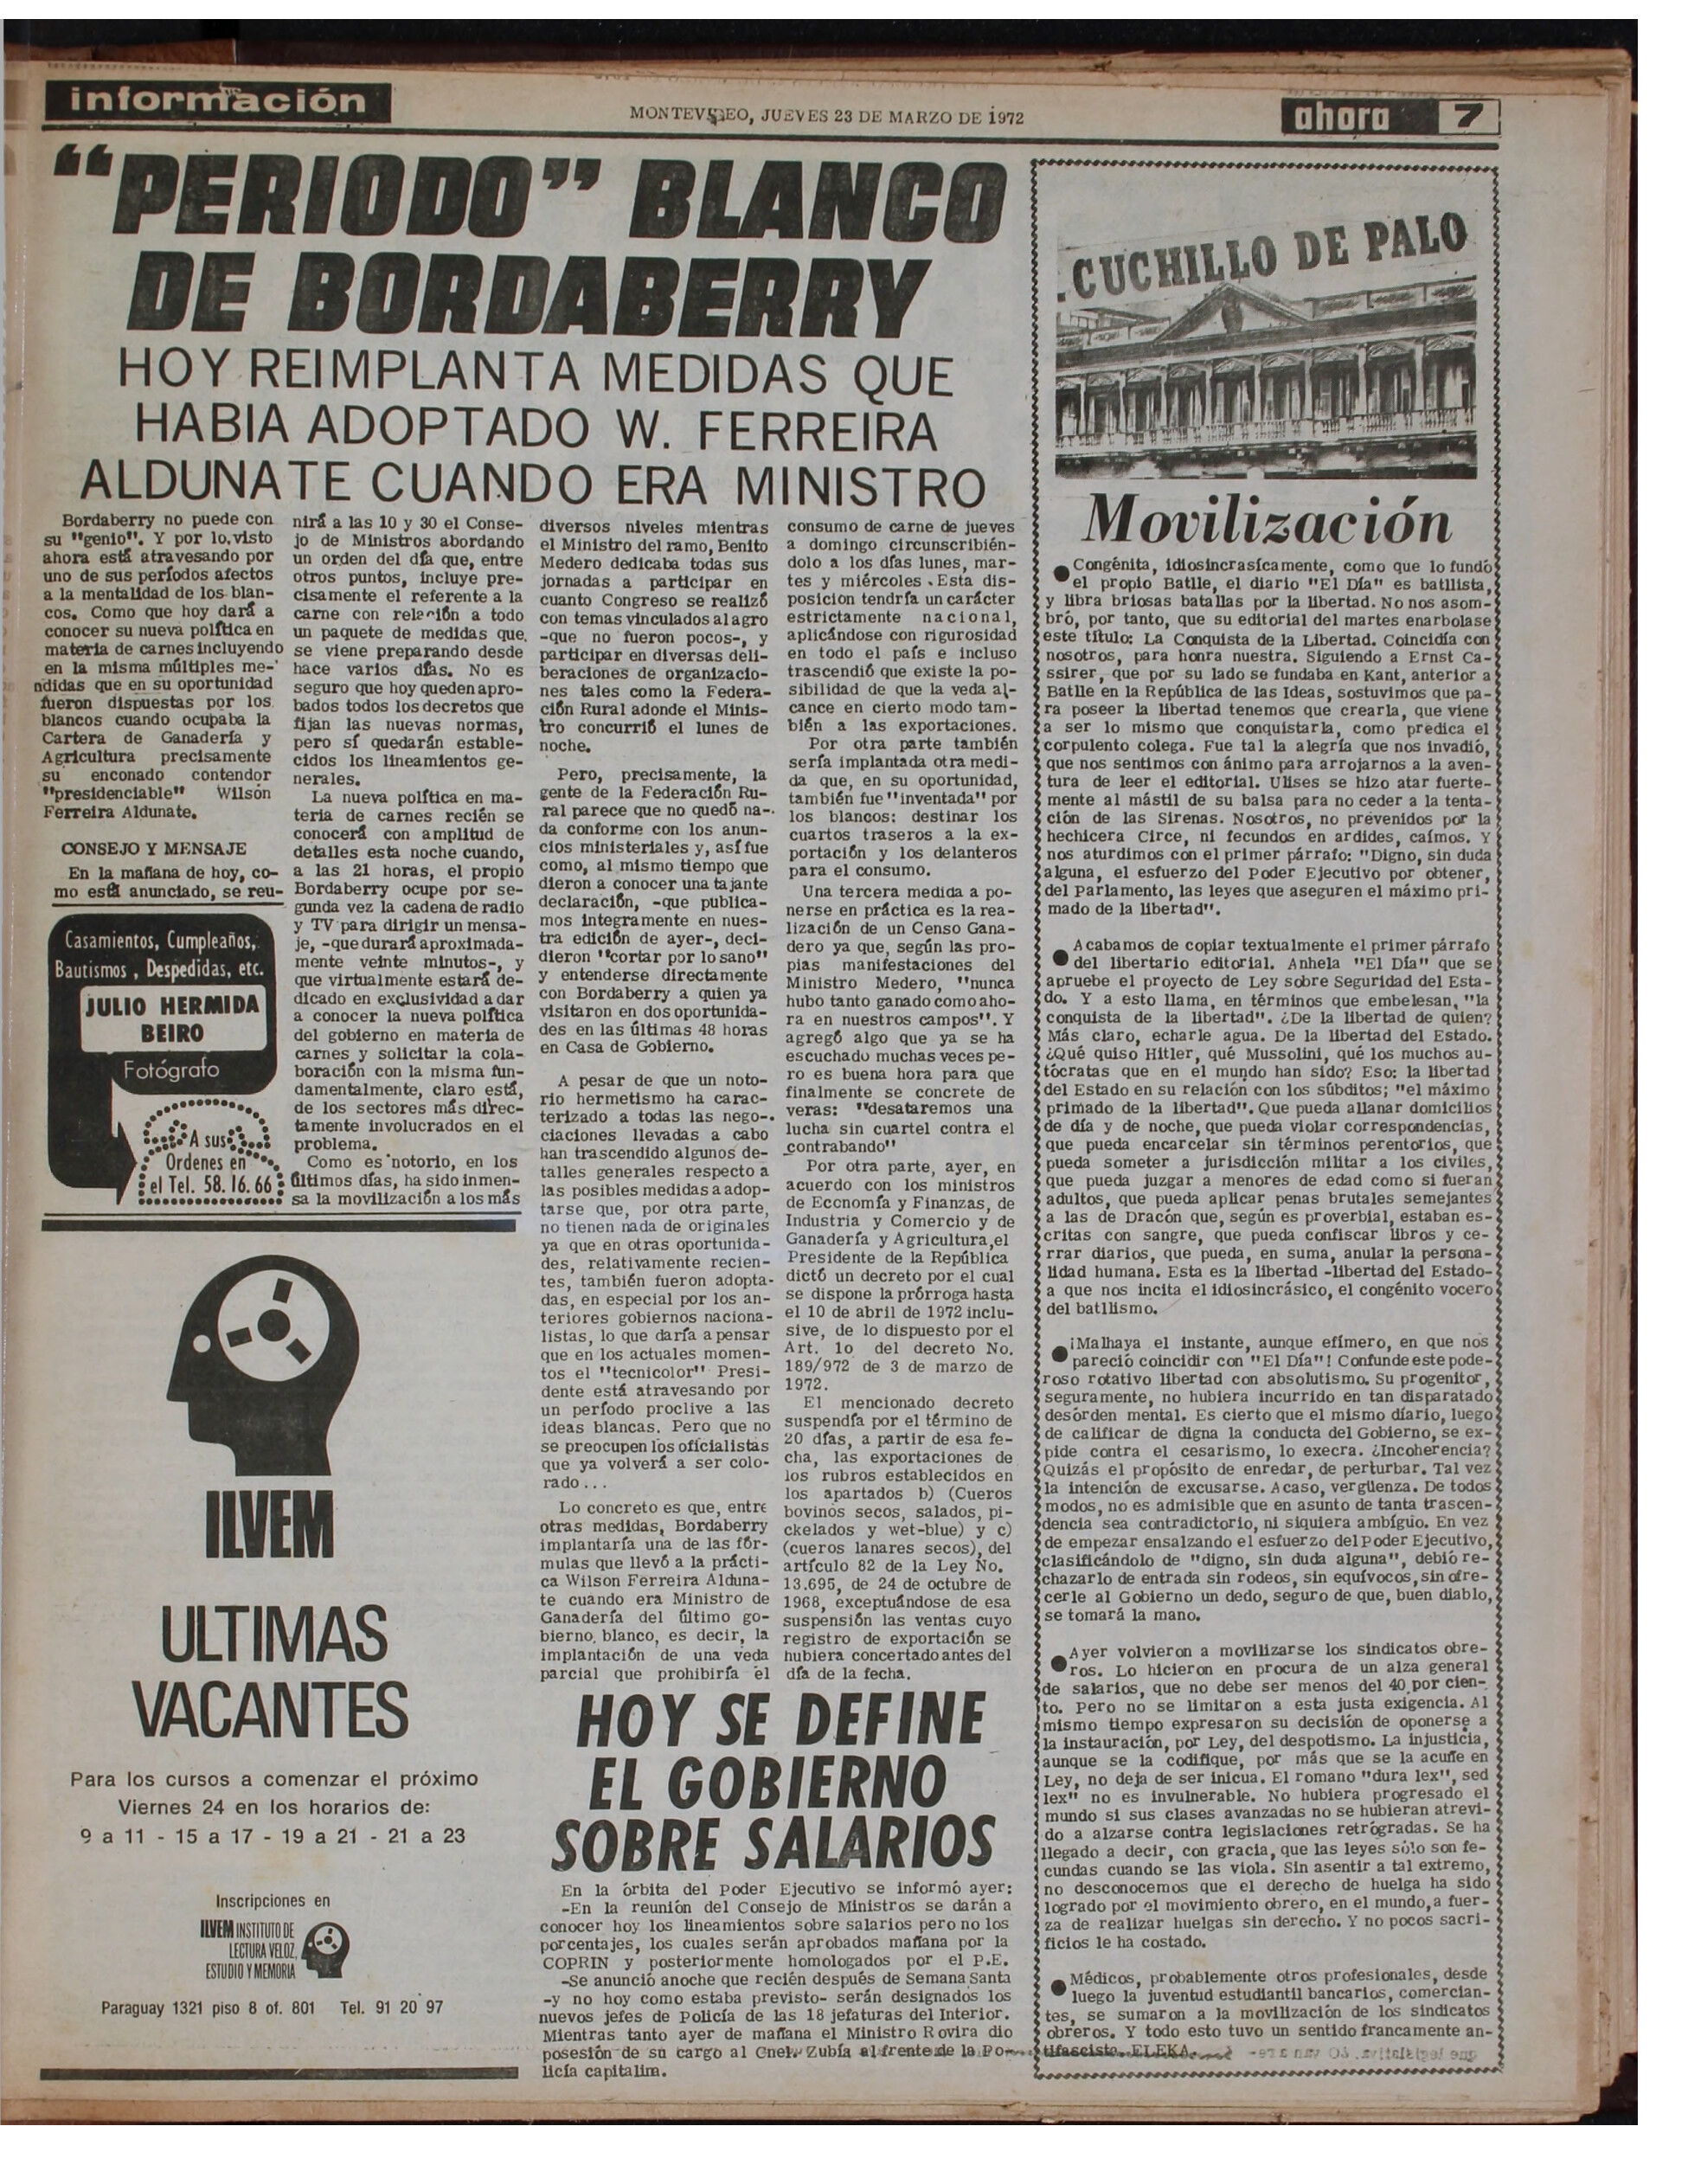 información
MONTEVIDEO, JUEVES 23 DE MARZO DE 1972
ahora 7
"PERIODO" BLANCO
DE BORDABERRY
HOY REIMPLANTA MEDIDAS QUE
HABIA ADOPTADO W. FERREIRA
ALDUNATE CUANDO ERA MINISTRO
Bordaberry no puede con
su "genio". Y por lo visto
ahora está atravesando por
uno de sus períodos afectos
a la mentalidad de los blan-
cos. Como que hoy dará a
conocer su nueva política en
materia de carnes incluyendo
en la misma múltiples me-
didas que en su oportunidad
fueron dispuestas por los
blancos cuando ocupaba la
Cartera de Ganadería y
Agricultura precisamente
su enconado contendor
"presidenciable" Wilson
Ferreira Aldunate.
CONSEJO Y MENSAJE
En la mañana de hoy, co-
mo está anunciado, se reu-
nirá a las 10 y 30 el Conse-
jo de Ministros abordando
un orden del día que, entre
otros puntos, incluye pre-
cisamente el referente a la
carne con relación a todo
un paquete de medidas que,
se viene preparando desde
hace varios días. No es
seguro que hoy queden apro-
bados todos los decretos que
fijan las nuevas normas,
pero sí quedarán estable-
cidos los lineamientos ge-
nerales.
La nueva política en ma-
teria de carnes recién se
conocerá con amplitud de
detalles esta noche cuando,
a las 21 horas, el propio
Bordaberry ocupe por se-
gunda vez la cadena de radio
y TV para dirigir un mensa-
je, -que durará aproximada-
mente veinte minutos-, y
que virtualmente estará de-
dicado en exclusividad a dar
a conocer la nueva política
del gobierno en materia de
carnes y solicitar la cola-
boración con la misma fun-
damentalmente, claro está,
de los sectores más direc-
tamente involucrados en el
problema.
Como es notorio, en los
últimos días, ha sido inmen-
sa la movilización a los más
diversos niveles mientras
el Ministro del ramo, Benito
Medero dedicaba todas sus
jornadas a participar en
cuanto Congreso se realizó
con temas vinculados al agro
-que no fueron pocos-, y
participar en diversas deli-
beraciones de organizacio-
nes tales como la Federa-
ción Rural adonde el Minis-
tro concurrió el lunes de
noche.
Pero, precisamente, la
gente de la Federación Ru-
ral parece que no quedó na-
da conforme con los anun-
cios ministeriales y, así fue
como, al mismo tiempo que
dieron a conocer una tajante
declaración, -que publica-
mos integramente en nues-
tra edición de ayer-, deci-
dieron "cortar por lo sano"
y entenderse directamente
con Bordaberry a quien ya
visitaron en dos oportunida-
des en las últimas 48 horas
en Casa de Gobierno.
A pesar de que un noto-
rio hermetismo ha carac-
terizado a todas las nego-
ciaciones llevadas a cabo
han trascendido algunos de-
talles generales respecto a
las posibles medidas a adop-
tarse que, por otra parte,
no tienen nada de originales
ya que en otras oportunida-
des, relativamente recien-
tes, también fueron adopta-
das, en especial por los an-
teriores gobiernos naciona-
listas, lo que daría a pensar
que en los actuales momen-
tos el "tecnicolor" Presi-
dente está atravesando por
un período proclive a las
ideas blancas. Pero que no
se preocupen los oficialistas
que ya volverá a ser colo-
rado...
Lo concreto es que, entre
otras medidas, Bordaberry
implantaría una de las fór-
mulas que llevó a la prácti-
ca Wilson Ferreira Alduna-
te cuando era Ministro de
Ganadería del último go-
bierno blanco, es decir, la
implantación de una veda
parcial que prohibiría el
consumo de carne de jueves
a domingo circunscribién-
dolo a los días lunes, mar-
tes y miércoles. Esta dis-
posicion tendría un carácter
estrictamente nacional,
aplicándose con rigurosidad
en todo el país e incluso
trascendió que existe la po-
sibilidad de que la veda al-
cance en cierto modo tam-
bién a las exportaciones.
Por otra parte también
sería implantada otra medi-
da que, en su oportunidad,
también fue "inventada" por
los blancos: destinar los
cuartos traseros a la ex-
portación y los delanteros
para el consumo.
Una tercera medida a po-
nerse en práctica es la rea-
lización de un Censo Gana-
dero ya que, según las pro-
pias manifestaciones del
Ministro Medero, "nunca
hubo tanto ganado como aho-
ra en nuestros campos". Y
agregó algo que ya se ha
escuchado muchas veces pe-
ro es buena hora para que
finalmente se concrete de
veras: "desataremos una
lucha sin cuartel contra el
contrabando"
Por otra parte, ayer, en
acuerdo con los ministros
de Economía y Finanzas, de
Industria y Comercio y de
Ganadería y Agricultura, el
Presidente de la República
dictó un decreto por el cual
se dispone la prórroga hasta
el 10 de abril de 1972 inclu-
sive, de lo dispuesto por el
Art. 1o del decreto No.
189/972 de 3 de marzo de
1972.
El mencionado decreto
suspendía por el término de
20 días, a partir de esa fe-
cha, las exportaciones de
los rubros establecidos en
los apartados b) (Cueros
bovinos secos, salados, pi-
ckelados y wet-blue) y c)
(cueros lanares secos), del
artículo 82 de la Ley No.
13.695, de 24 de octubre de
1968, exceptuándose de esa
suspensión las ventas cuyo
registro de exportación se
hubiera concertado antes del
día de la fecha.
Casamientos, Cumpleaños,
Bautismos, Despedidas, etc.
JULIO HERMIDA
BEIRO
Fotógrafo
A sus
Ordenes en
el Tel. 58.16.66
ILVEM
ULTIMAS
VACANTES
Para los cursos a comenzar el próximo
Viernes 24 en los horarios de:
9 a 11 - 15 a 17 - 19 a 21 - 21 a 23
Inscripciones en
ILVEM INSTITUTO DE
LECTURA VELOZ,
ESTUDIO Y MEMORIA
Paraguay 1321 piso 8 of. 801 Tel. 91 20 97
HOY SE DEFINE
EL GOBIERNO
SOBRE SALARIOS
En la órbita del Poder Ejecutivo se informó ayer:
-En la reunión del Consejo de Ministros se darán a
conocer hoy los lineamientos sobre salarios pero no los
porcentajes, los cuales serán aprobados mañana por la
COPRIN y posteriormente homologados por el P.E.
-Se anunció anoche que recién después de Semana Santa
-y no hoy como estaba previsto- serán designados los
nuevos jefes de Policía de las 18 jefaturas del Interior.
Mientras tanto ayer de mañana el Ministro Rovira dio
posesión de su cargo al Cnel. Zubía al frente de la Po-
licía capitalina.
CUCHILLO DE PALO
Movilización
Congénita, idiosincrasícamente, como que lo fundó
el propio Batlle, el diario "El Día" es batllista,
y libra briosas batallas por la libertad. No nos asom-
bró, por tanto, que su editorial del martes enarbolase
este título: La Conquista de la Libertad. Coincidía con
nosotros, para honra nuestra. Siguiendo a Ernst Ca-
ssirer, que por su lado se fundaba en Kant, anterior a
Batlle en la República de las Ideas, sostuvimos que pa-
ra poseer la libertad tenemos que crearla, que viene
a ser lo mismo que conquistarla, como predica el
corpulento colega. Fue tal la alegría que nos invadió,
que nos sentimos con ánimo para arrojarnos a la aven-
tura de leer el editorial. Ulises se hizo atar fuerte-
mente al mástil de su balsa para no ceder a la tenta-
ción de las Sirenas. Nosotros, no prevenidos por la
hechicera Circe, ni fecundos en ardides, caímos. Y
nos aturdimos con el primer párrafo: "Digno, sin duda
alguna, el esfuerzo del Poder Ejecutivo por obtener,
del Parlamento, las leyes que aseguren el máximo pri-
mado de la libertad".
Acabamos de copiar textualmente el primer párrafo
del libertario editorial. Anhela "El Día" que se
apruebe el proyecto de Ley sobre Seguridad del Esta-
do. Y a esto llama, en términos que embelesan, "la
conquista de la libertad". ¿De la libertad de quien?
Más claro, echarle agua. De la libertad del Estado.
¿Qué quiso Hitler, qué Mussolini, qué los muchos au-
tócratas que en el mundo han sido? Eso: la libertad
del Estado en su relación con los súbditos; "el máximo
primado de la libertad". Que pueda allanar domicilios
de día y de noche, que pueda violar correspondencias,
que pueda encarcelar sin términos perentorios, que
pueda someter a jurisdicción militar a los civiles,
que pueda juzgar a menores de edad como si fueran
adultos, que pueda aplicar penas brutales semejantes
a las de Dracón que, según es proverbial, estaban es-
critas con sangre, que pueda confiscar libros y ce-
rrar diarios, que pueda, en suma, anular la persona-
lidad humana. Esta es la libertad -libertad del Estado-
a que nos incita el idiosincrásico, el congénito vocero
del batllismo.
¡Malhaya el instante, aunque efímero, en que nos
pareció coincidir con "El Día"! Confunde este pode-
roso rotativo libertad con absolutismo. Su progenitor,
seguramente, no hubiera incurrido en tan disparatado
desórden mental. Es cierto que el mismo diario, luego
de calificar de digna la conducta del Gobierno, se ex-
pide contra el cesarismo, lo execra. ¿Incoherencia?
Quizás el propósito de enredar, de perturbar. Tal vez
la intención de excusarse. Acaso, vergüenza. De todos
modos, no es admisible que en asunto de tanta trascen-
dencia sea contradictorio, ni siquiera ambíguo. En vez
de empezar ensalzando el esfuerzo del Poder Ejecutivo,
clasificándolo de "digno, sin duda alguna", debió re-
chazarlo de entrada sin rodeos, sin equívocos, sin ofre-
cerle al Gobierno un dedo, seguro de que, buen diablo,
se tomará la mano.
Ayer volvieron a movilizarse los sindicatos obre-
ros. Lo hicieron en procura de un alza general
de salarios, que no debe ser menos del 40 por cien-
to. Pero no se limitaron a esta justa exigencia. Al
mismo tiempo expresaron su decisión de oponerse a
la instauración, por Ley, del despotismo. La injusticia,
aunque se la codifique, por más que se la acuñe en
Ley, no deja de ser inicua. El romano "dura lex", sed
lex" no es invulnerable. No hubiera progresado el
mundo si sus clases avanzadas no se hubieran atrevi-
do a alzarse contra legislaciones retrógradas. Se ha
llegado a decir, con gracia, que las leyes sólo son fe-
cundas cuando se las viola. Sin asentir a tal extremo,
no desconocemos que el derecho de huelga ha sido
logrado por el movimiento obrero, en el mundo, a fuer-
za de realizar huelgas sin derecho. Y no pocos sacri-
ficios le ha costado.
Médicos, probablemente otros profesionales, desde
luego la juventud estudiantil bancarios, comercian-
tes, se sumaron a la movilización de los sindicatos
obreros. Y todo esto tuvo un sentido francamente an-
tifascista. ELEKA.